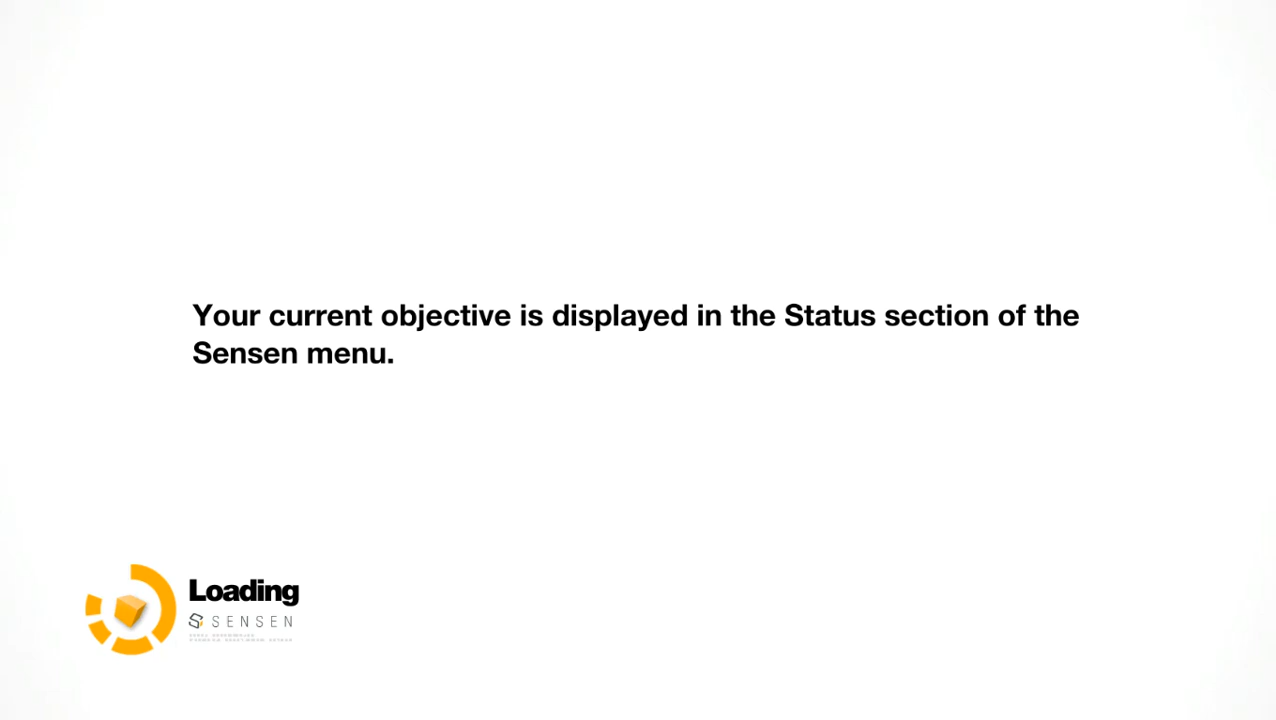 Your current objective is displayed in the Status section of the
Sensen menu.
Loading
SENSEN